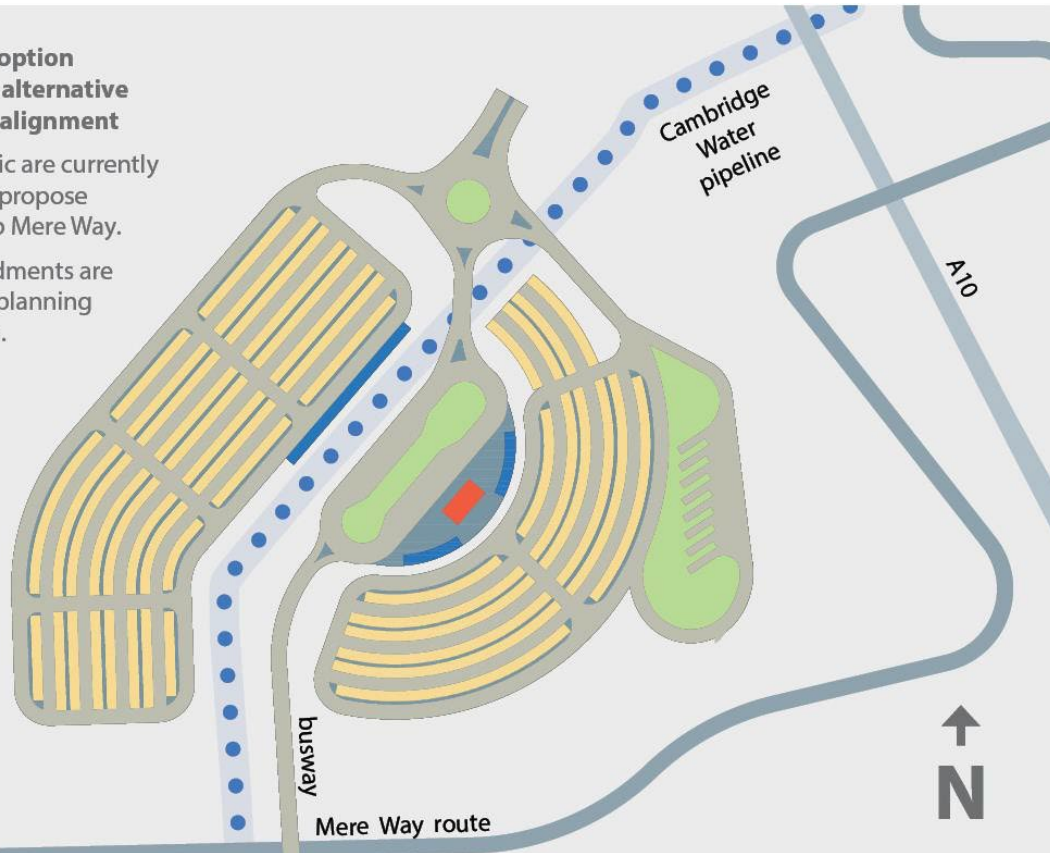 option
alternative
alignment
ic are currently
propose
Mere Way.
dments are
planning
Cambridge
Water
pipeline
A10
busway
Mere Way route
N